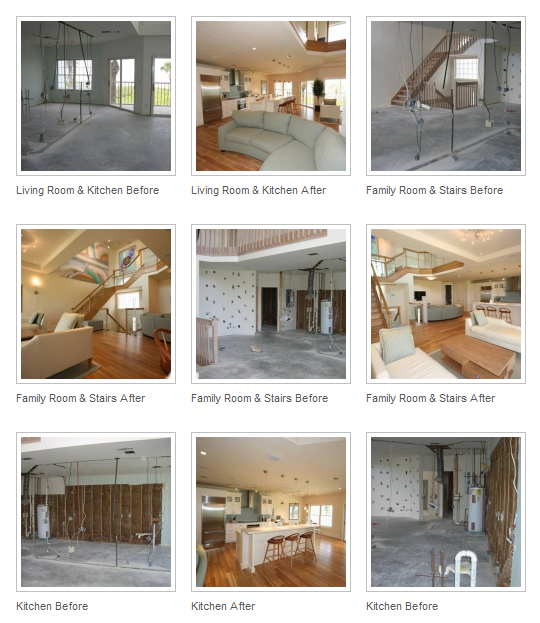 Living Room & Kitchen Before
Living Room & Kitchen After
Family Room & Stairs Before
Family Room & Stairs After
Family Room & Stairs Before
Family Room & Stairs After
Kitchen Before
Kitchen After
Kitchen Before